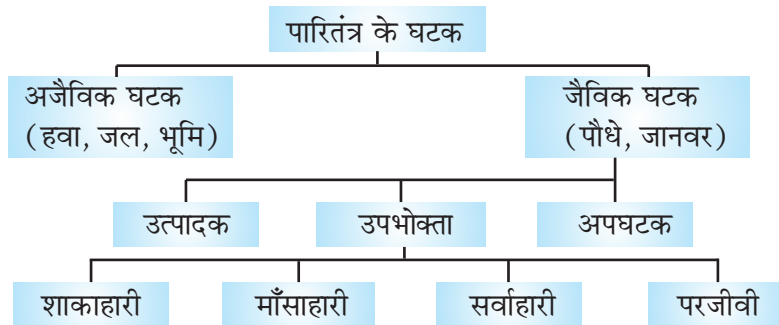 पारितंत्र के घटक
अजैविक घटक
(हवा, जल, भूमि)
जैविक घटक
(पौधे, जानवर)
उत्पादक
उपभोक्ता
अपघटक
शाकाहारी
माँसाहारी
सर्वाहारी
परजीवी